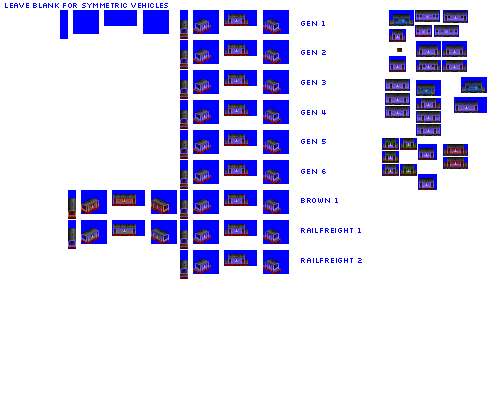 LEAVE BLANK FOR SYMMETRIC VEHICLES
GEN 1
GEN 2
GEN 3
GEN 4
GEN 5
GEN 6
BROWN 1
RAILFREIGHT 1
RAILFREIGHT 2